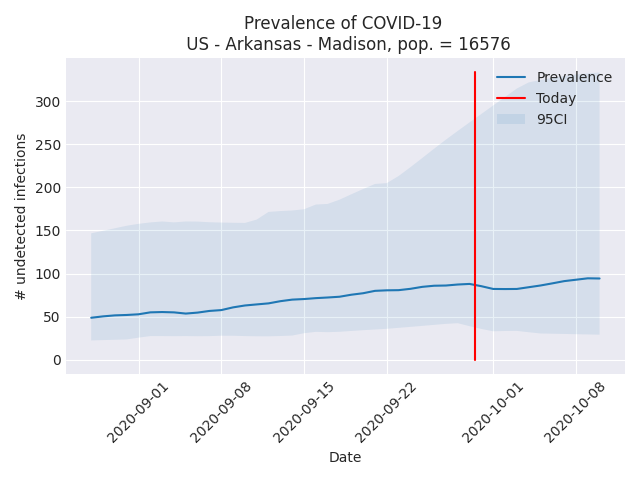 Prevalence of COVID-19
US - Arkansas - Madison, pop. = 16576
Prevalence
Today
95CI
# undetected infections
300
250
200
150
100
50
0
2020-09-01
2020-09-08
2020-09-15
2020-09-22
2020-10-01
2020-10-08
Date